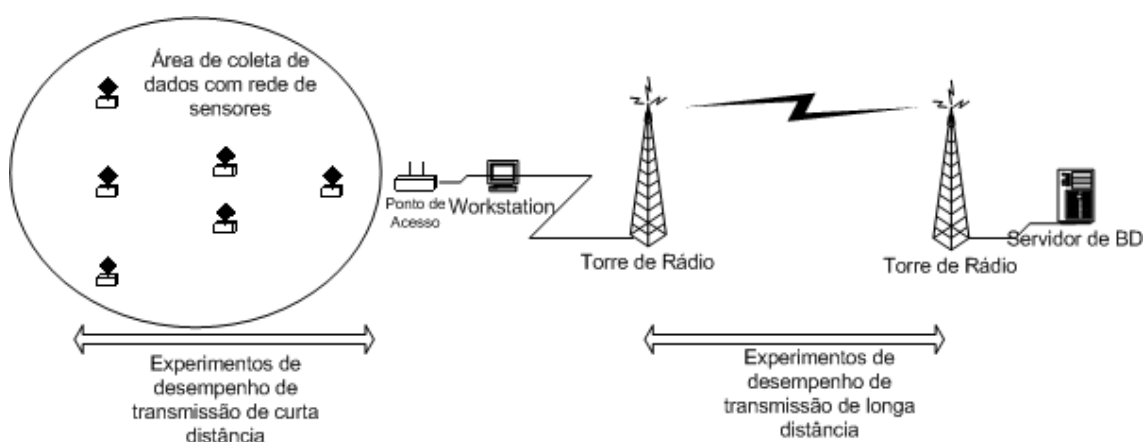 Área de coleta de
dados com rede de
sensores
Ponto de
Acesso
Workstation
Torre de Rádio
Torre de Rádio
Servidor de BD
Experimentos de
desempenho de
transmissão de curta
distância
Experimentos de
desempenho de
transmissão de longa
distância